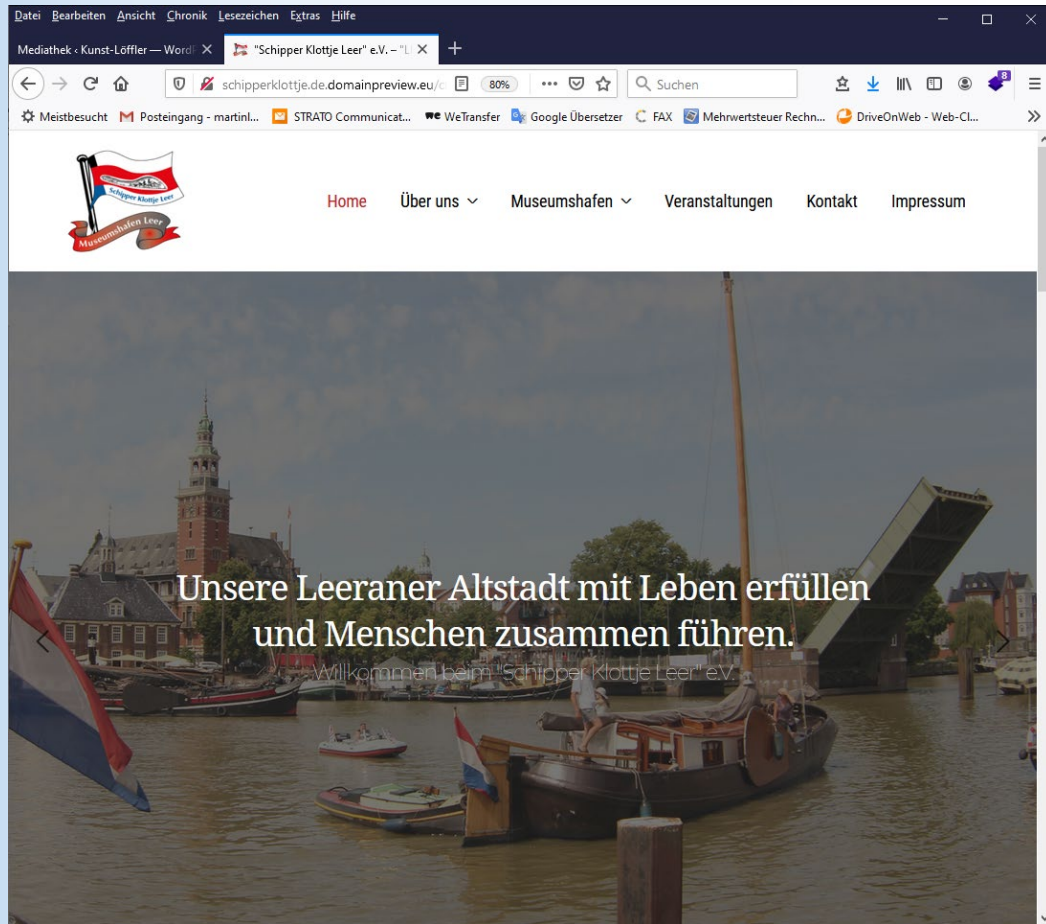 Datei Bearbeiten Ansicht Chronik Lesezeichen Extras Hilfe
Mediathek ‹ Kunst-Löffler — Word
"Schipper Klottje Leer" e.V. – "L
schipperklottje.de.domainpreview.eu/c
80%
Suchen
8
Meistbesucht
Posteingang - martinl...
STRATO Communicat...
WeTransfer
Google Übersetzer
FAX
Mehrwertsteuer Rechn...
DriveOnWeb - Web-Cl...
Schipper Klottje Leer
Museumshafen Leer
Home Über uns Museumshafen Veranstaltungen Kontakt Impressum
Unsere Leeraner Altstadt mit Leben erfüllen
und Menschen zusammen führen.
Willkommen beim "Schipper Klottje Leer" e.V.